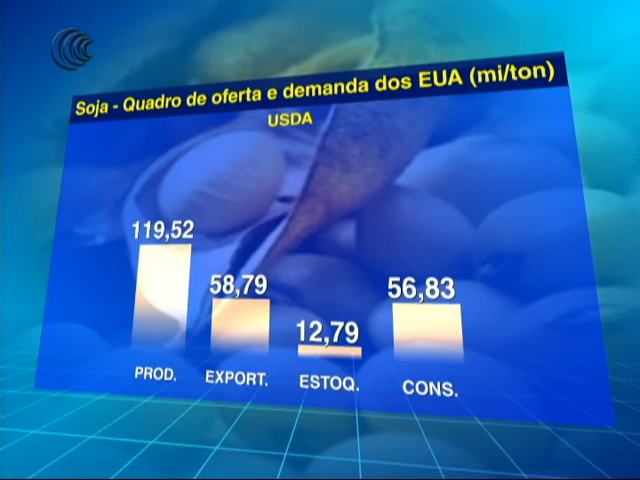 Soja - Quadro de oferta e demanda dos EUA (mi/ton)
USDA
119,52
58,79
12,79
56,83
PROD.
EXPORT.
ESTOQ.
CONS.